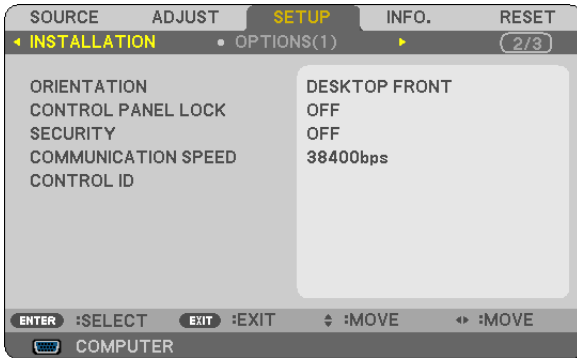 SOURCE ADJUST SETUP INFO. RESET
INSTALLATION • OPTIONS(1) 2/3
ORIENTATION DESKTOP FRONT
CONTROL PANEL LOCK OFF
SECURITY OFF
COMMUNICATION SPEED 38400bps
CONTROL ID
ENTER :SELECT EXIT :EXIT :MOVE :MOVE
COMPUTER